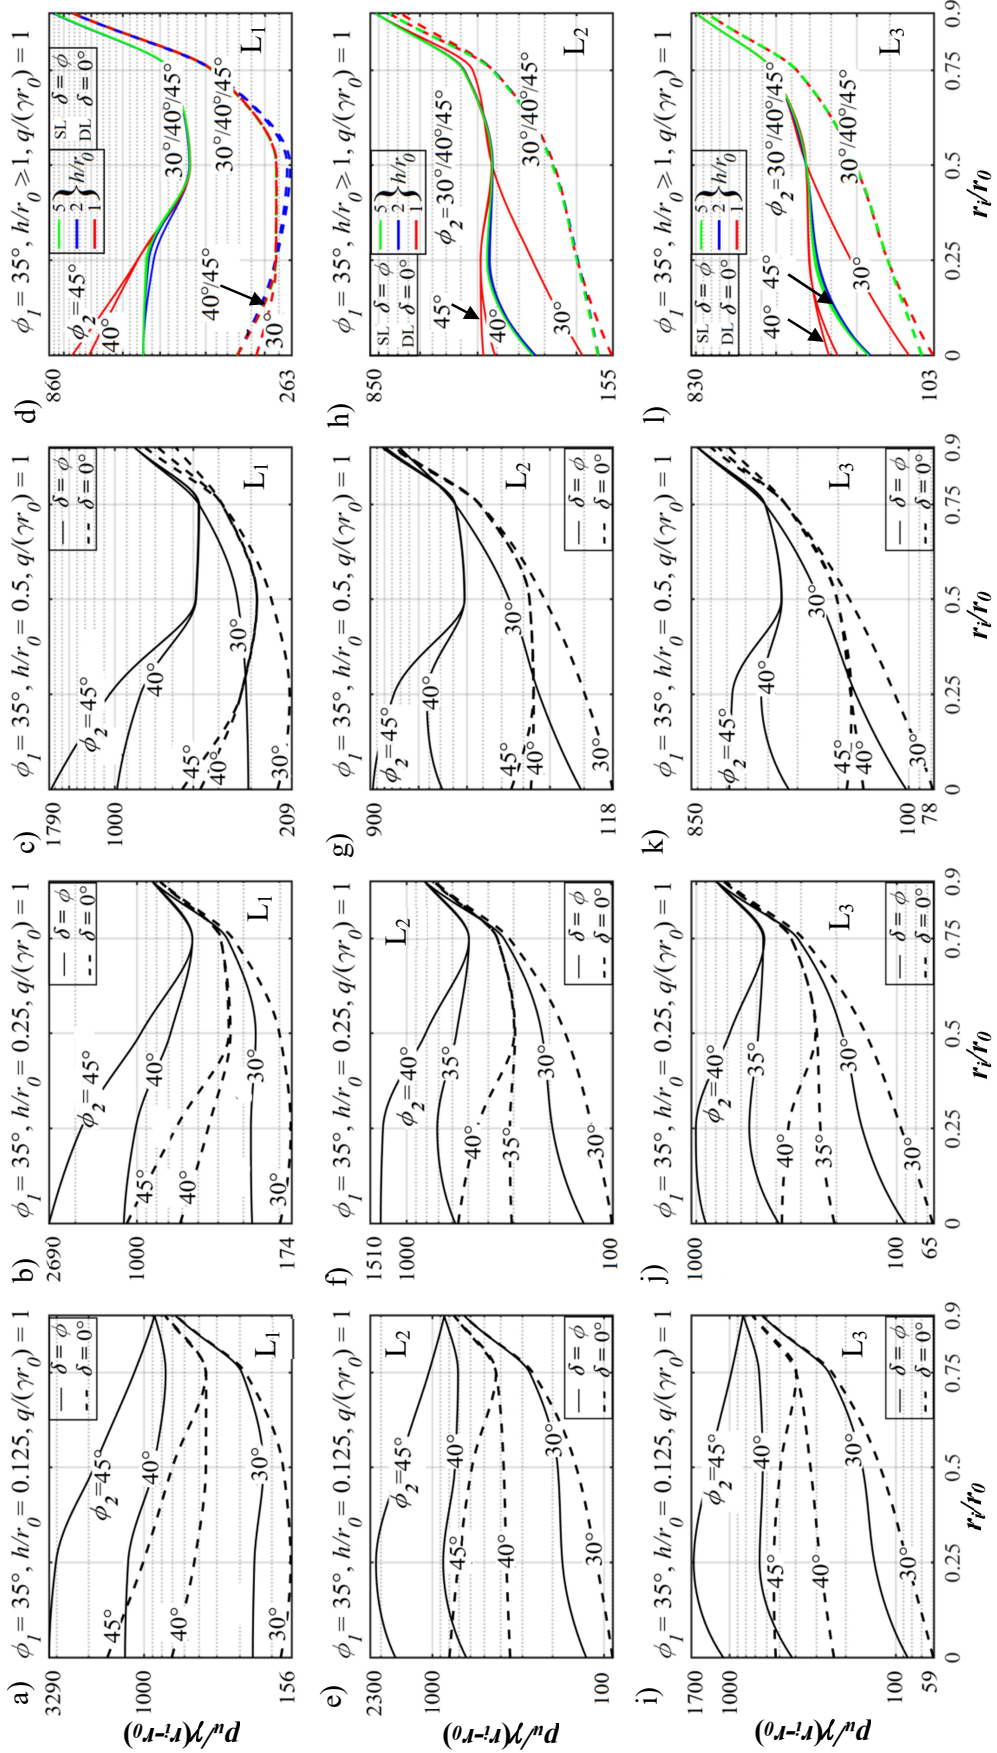 a) ϕ1 = 35°, h/r0 = 0.125, q/(γr0) = 1
3290
1000
156
pu/γ(ri-r0)
ϕ2=45°
40°
45°
40°
30°
30°
— δ = ϕ
--- δ = 0°
L1
b) ϕ1 = 35°, h/r0 = 0.25, q/(γr0) = 1
2690
1000
174
ϕ2=45°
40°
45°
40°
30°
30°
— δ = ϕ
--- δ = 0°
L1
c) ϕ1 = 35°, h/r0 = 0.5, q/(γr0) = 1
1790
1000
209
ϕ2=45°
40°
30°
45°
40°
30°
— δ = ϕ
--- δ = 0°
L1
d) ϕ1 = 35°, h/r0 ⩾ 1, q/(γr0) = 1
860
263
ϕ2=45°
40°
5
2
1
}h/r0
SL δ = ϕ
DL δ = 0°
30°/40°/45°
30°/40°/45°
40°/45°
30°
L1
e) ϕ1 = 35°, h/r0 = 0.125, q/(γr0) = 1
2300
1000
100
pu/γ(ri-r0)
ϕ2=45°
40°
45°
40°
30°
30°
L2
— δ = ϕ
--- δ = 0°
f) ϕ1 = 35°, h/r0 = 0.25, q/(γr0) = 1
1510
1000
100
ϕ2=40°
35°
40°
35°
30°
30°
L2
— δ = ϕ
--- δ = 0°
g) ϕ1 = 35°, h/r0 = 0.5, q/(γr0) = 1
900
118
ϕ2=45°
40°
30°
45°
40°
30°
L2
— δ = ϕ
--- δ = 0°
h) ϕ1 = 35°, h/r0 ⩾ 1, q/(γr0) = 1
850
155
SL δ = ϕ
DL δ = 0°
5
2
1
}h/r0
ϕ2=30°/40°/45°
45°
40°
30°
30°/40°/45°
L2
i) ϕ1 = 35°, h/r0 = 0.125, q/(γr0) = 1
1700
1000
100
59
pu/γ(ri-r0)
ϕ2=45°
40°
45°
40°
30°
30°
L3
— δ = ϕ
--- δ = 0°
0 0.25 0.5 0.75 0.9
ri/r0
j) ϕ1 = 35°, h/r0 = 0.25, q/(γr0) = 1
1000
100
65
ϕ2=40°
35°
40°
35°
30°
30°
L3
— δ = ϕ
--- δ = 0°
0 0.25 0.5 0.75 0.9
ri/r0
k) ϕ1 = 35°, h/r0 = 0.5, q/(γr0) = 1
850
100
78
ϕ2=45°
40°
30°
45°
40°
30°
L3
— δ = ϕ
--- δ = 0°
0 0.25 0.5 0.75 0.9
ri/r0
l) ϕ1 = 35°, h/r0 ⩾ 1, q/(γr0) = 1
830
103
SL δ = ϕ
DL δ = 0°
5
2
1
}h/r0
ϕ2=30°/40°/45°
40°
45°
30°
30°/40°/45°
L3
0 0.25 0.5 0.75 0.9
ri/r0